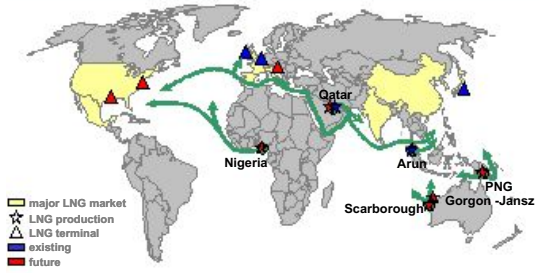 Qatar
Nigeria
Arun
PNG
Gorgon -Jansz
Scarborough
major LNG market
LNG production
LNG terminal
existing
future